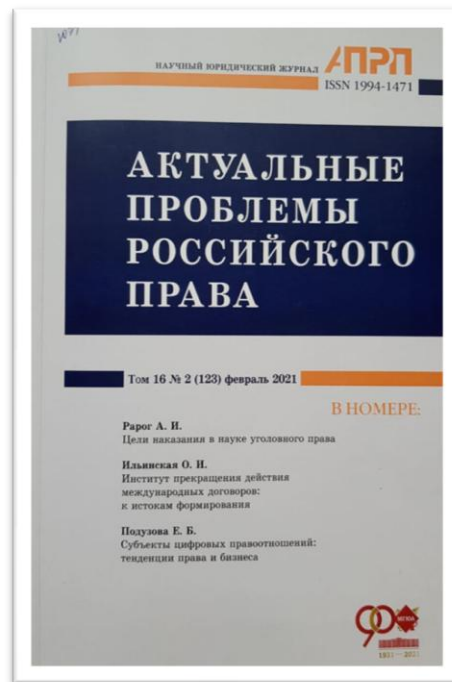 НАУЧНЫЙ ЮРИДИЧЕСКИЙ ЖУРНАЛ АПРП
ISSN 1994-1471
АКТУАЛЬНЫЕ
ПРОБЛЕМЫ
РОССИЙСКОГО
ПРАВА
Том 16 № 2 (123) февраль 2021
В НОМЕРЕ:
Рарог А. И.
Цели наказания в науке уголовного права
Ильинская О. И.
Институт прекращения действия
международных договоров:
к истокам формирования
Подузова Е. Б.
Субъекты цифровых правоотношений:
тенденции права и бизнеса
90